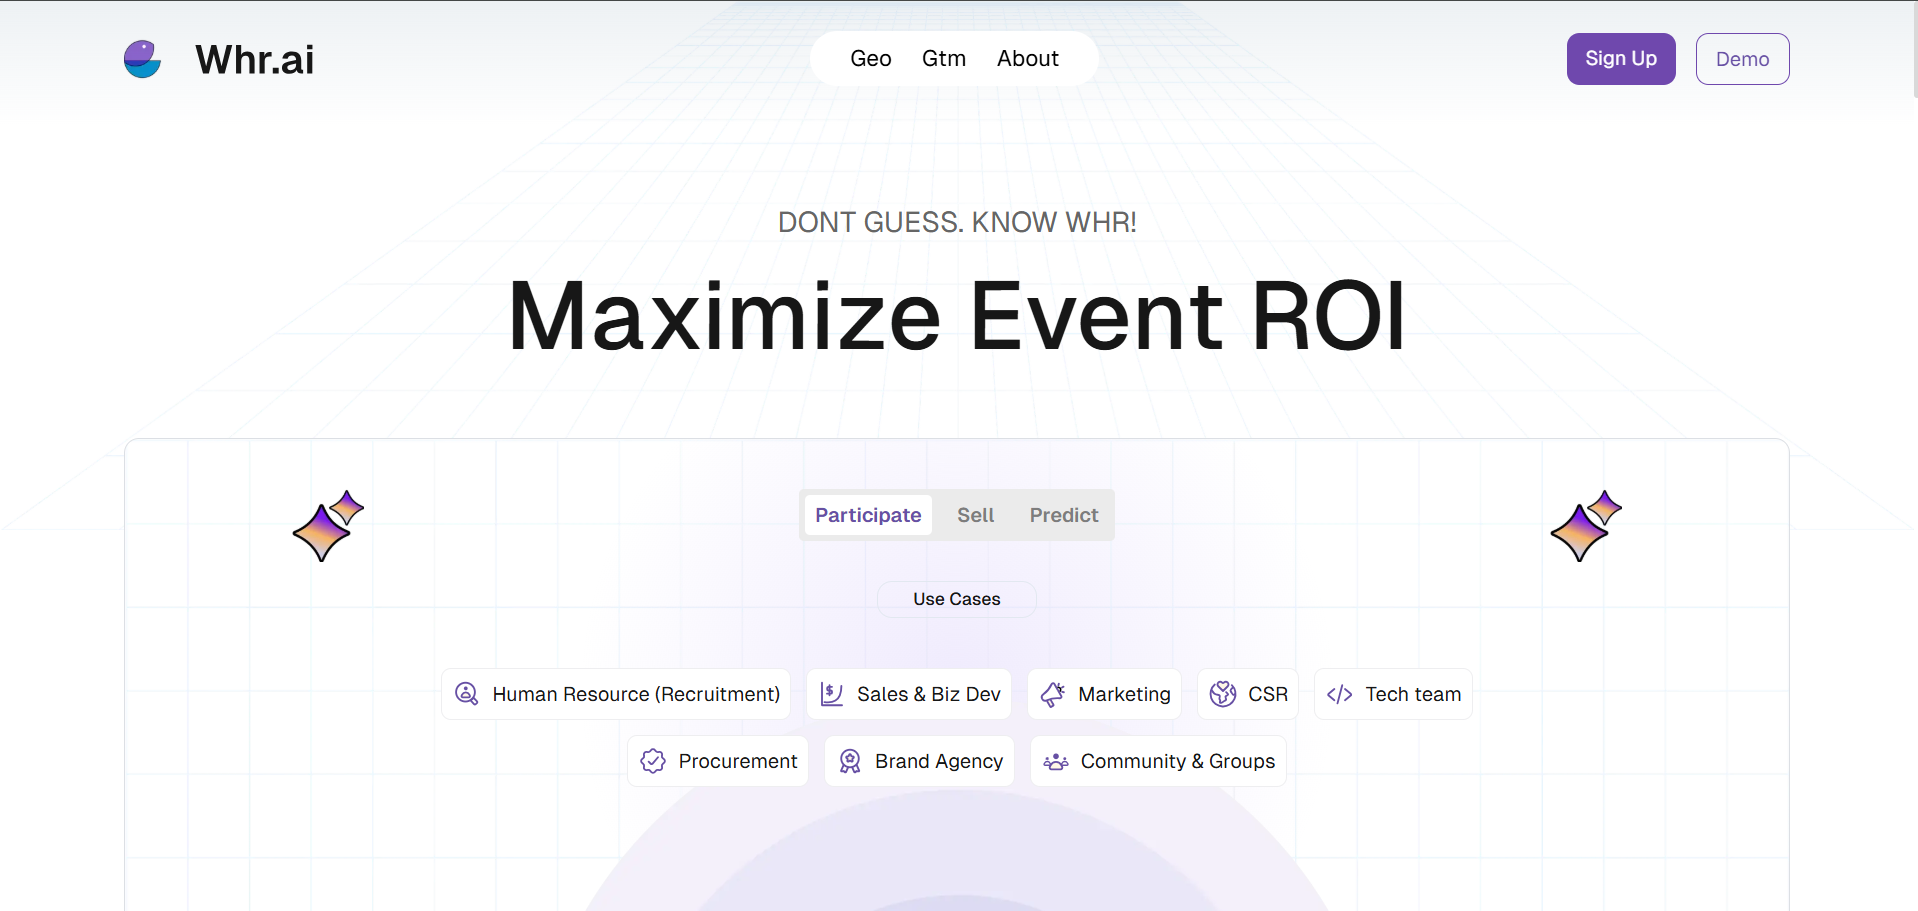 Whr.ai
Geo Gtm About
Sign Up Demo
DONT GUESS. KNOW WHR!
Maximize Event ROI
Participate Sell Predict
Use Cases
Human Resource (Recruitment) Sales & Biz Dev Marketing CSR Tech team
Procurement Brand Agency Community & Groups